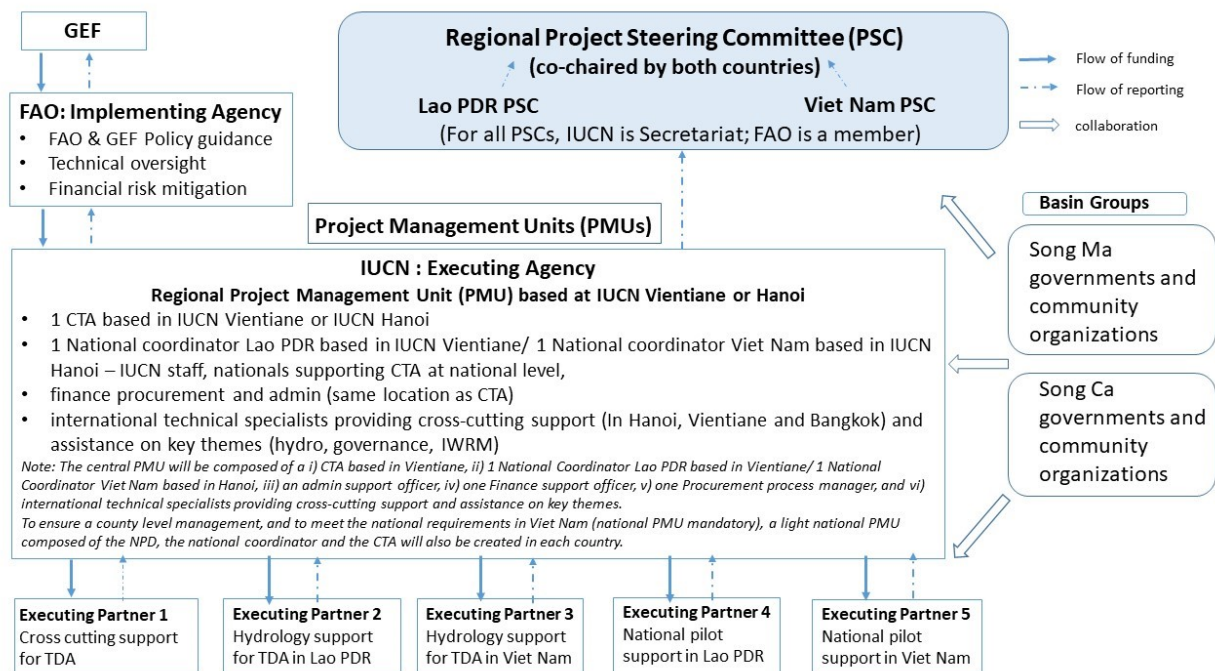 GEF
Regional Project Steering Committee (PSC)
(co-chaired by both countries)
Lao PDR PSC
Viet Nam PSC
(For all PSCs, IUCN is Secretariat; FAO is a member)
Flow of funding
Flow of reporting
collaboration
FAO: Implementing Agency
• FAO & GEF Policy guidance
• Technical oversight
• Financial risk mitigation
Project Management Units (PMUs)
Basin Groups
Song Ma
governments and
community
organizations
Song Ca
governments and
community
organizations
IUCN : Executing Agency
Regional Project Management Unit (PMU) based at IUCN Vientiane or Hanoi
• 1 CTA based in IUCN Vientiane or IUCN Hanoi
• 1 National coordinator Lao PDR based in IUCN Vientiane/ 1 National coordinator Viet Nam based in IUCN
Hanoi – IUCN staff, nationals supporting CTA at national level,
• finance procurement and admin (same location as CTA)
• international technical specialists providing cross-cutting support (In Hanoi, Vientiane and Bangkok) and
assistance on key themes (hydro, governance, IWRM)
Note: The central PMU will be composed of a i) CTA based in Vientiane, ii) 1 National Coordinator Lao PDR based in Vientiane/ 1 National
Coordinator Viet Nam based in Hanoi, iii) an admin support officer, iv) one Finance support officer, v) one Procurement process manager, and vi)
international technical specialists providing cross-cutting support and assistance on key themes.
To ensure a county level management, and to meet the national requirements in Viet Nam (national PMU mandatory), a light national PMU
composed of the NPD, the national coordinator and the CTA will also be created in each country.
Executing Partner 1
Cross cutting support
for TDA
Executing Partner 2
Hydrology support
for TDA in Lao PDR
Executing Partner 3
Hydrology support
for TDA in Viet Nam
Executing Partner 4
National pilot
support in Lao PDR
Executing Partner 5
National pilot
support in Viet Nam